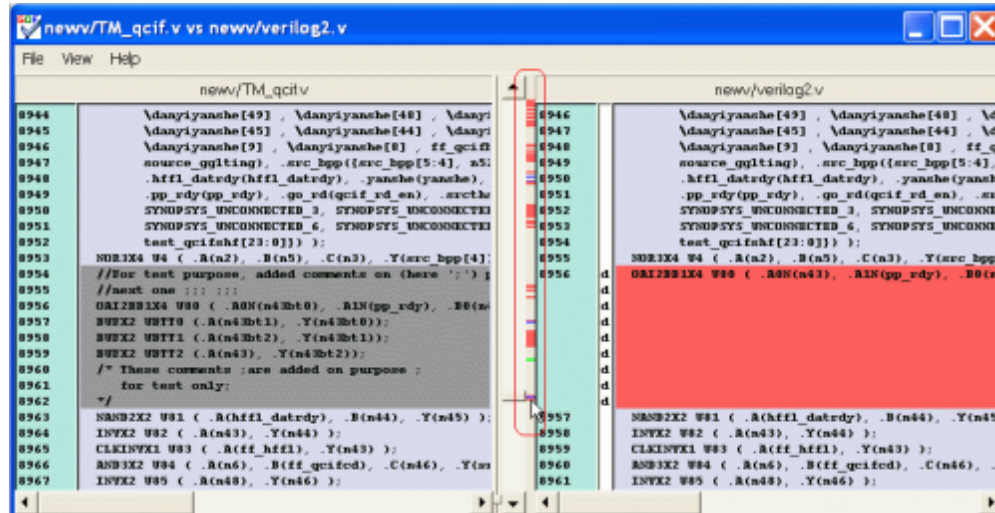 newv/TM_qcif.v vs newv/verilog2.v
File View Help
newv/TM_qcif.v
8944 \danyiyanshe[49] , \danyiyanshe[48] ,
8945 \danyiyanshe[45] , \danyiyanshe[44] ,
8946 \danyiyanshe[9] , \danyiyanshe[8] ,
8947 source_gglting), .src_bpp({src_bpp[5:4],
8948 .hff1_datrdy(hff1_datrdy), .yanshe(yanshe),
8949 .pp_rdy(pp_rdy), .go_rd(qcif_rd_en),
8950 SYNOPSYS_UNCONNECTED_3,
8951 SYNOPSYS_UNCONNECTED_6,
8952 test_qcifshf[23:0]}) );
8953 NOR3X4 U4 ( .A(n2), .B(n5), .C(n3), .Y(src_bpp[4]
8954 //For test purpose, added comments on (here ';')
8955 //next one ;;; ;;;
8956 OAI2BB1X4 U80 ( .A0N(n43bt0), .A1N(pp_rdy),
8957 BUFX2 UBTT0 (.A(n43bt1), .Y(n43bt0));
8958 BUFX2 UBTT1 (.A(n43bt2), .Y(n43bt1));
8959 BUFX2 UBTT2 (.A(n43), .Y(n43bt2));
8960 /* These comments ;are added on purpose ;
8961 for test only;
8962 */
8963 NAND2X2 U81 ( .A(hff1_datrdy), .B(n44), .Y(n45) );
8964 INVX2 U82 ( .A(n43), .Y(n44) );
8965 CLKINVX1 U83 ( .A(ff_hff1), .Y(n43) );
8966 AND3X2 U84 ( .A(n6), .B(ff_qcifcd), .C(n46),
8967 INVX2 U85 ( .A(n48), .Y(n46) );
newv/verilog2.v
8946 \danyiyanshe[49] , \danyiyanshe[48] ,
8947 \danyiyanshe[45] , \danyiyanshe[44] ,
8948 \danyiyanshe[9] , \danyiyanshe[8] ,
8949 source_gglting), .src_bpp({src_bpp[5:4],
8950 .hff1_datrdy(hff1_datrdy),
8951 .pp_rdy(pp_rdy), .go_rd(qcif_rd_en),
8952 SYNOPSYS_UNCONNECTED_3,
8953 SYNOPSYS_UNCONNECTED_6,
8954 test_qcifshf[23:0]}) );
8955 NOR3X4 U4 ( .A(n2), .B(n5), .C(n3),
8956 d OAI2BB1X4 U80 ( .A0N(n43), .A1N(pp_rdy),
d
d
d
d
d
d
d
d
8957 NAND2X2 U81 ( .A(hff1_datrdy), .B(n44),
8958 INVX2 U82 ( .A(n43), .Y(n44) );
8959 CLKINVX1 U83 ( .A(ff_hff1), .Y(n43) );
8960 AND3X2 U84 ( .A(n6), .B(ff_qcifcd), .C(n46),
8961 INVX2 U85 ( .A(n48), .Y(n46) );